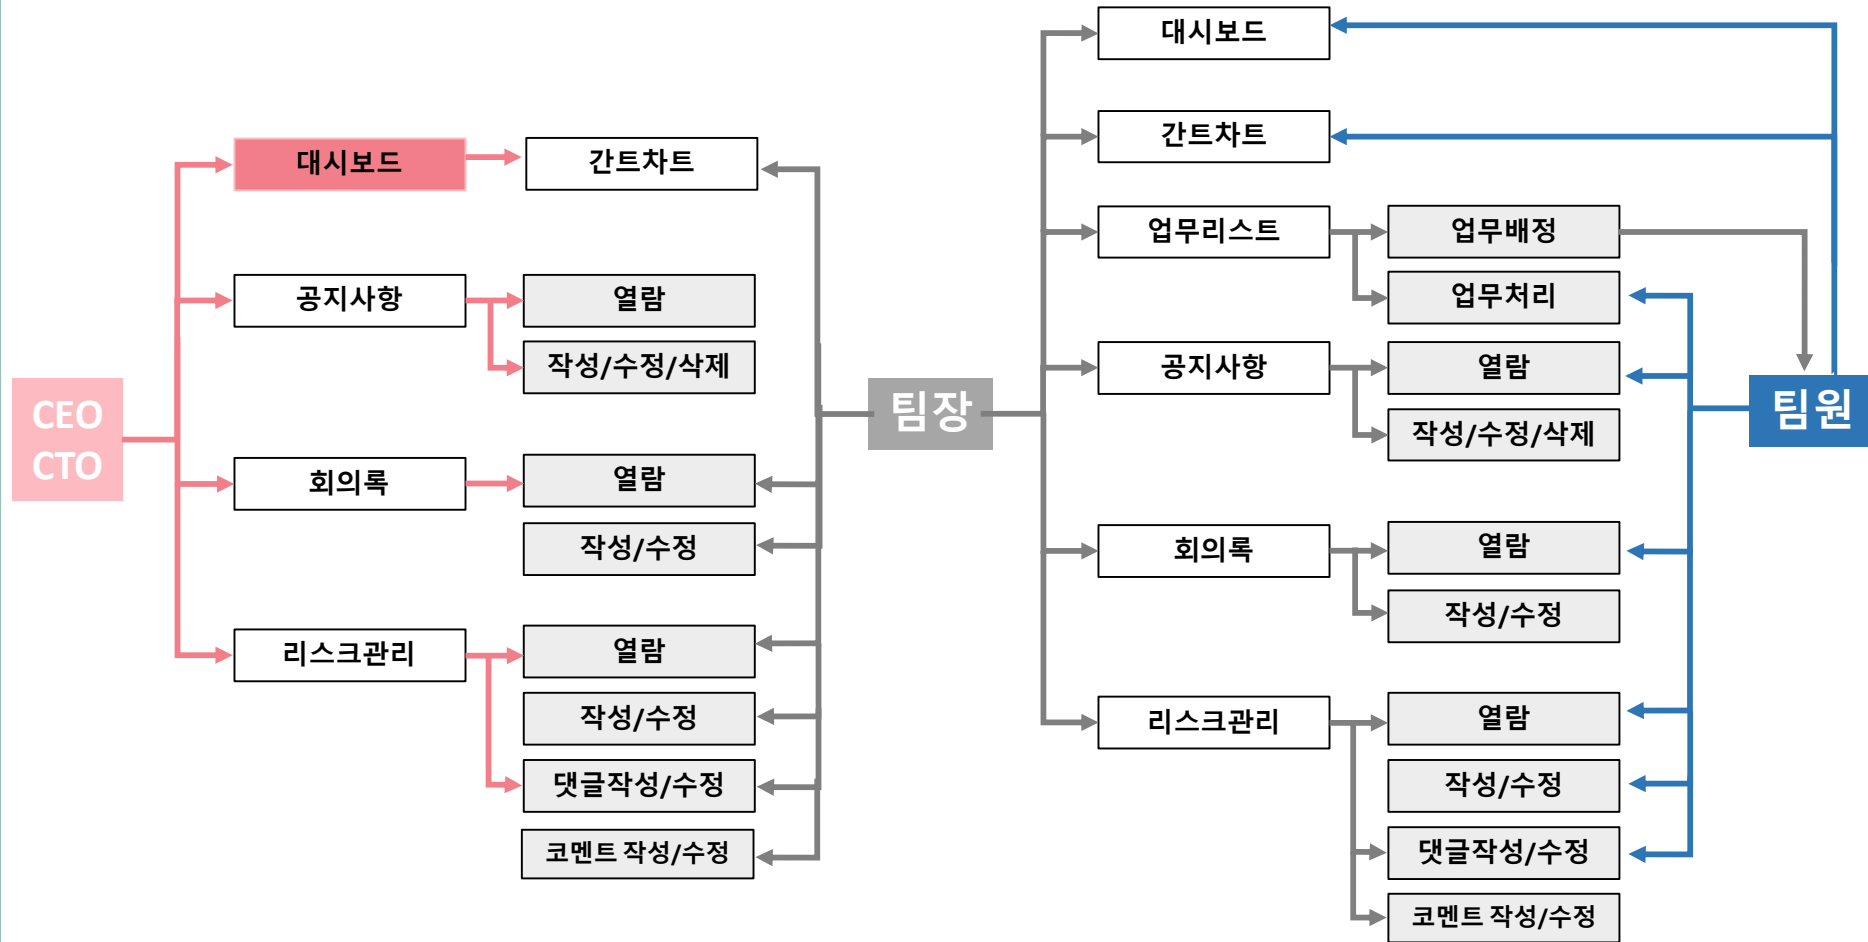 CEO
CTO
대시보드
간트차트
공지사항
열람
작성/수정/삭제
회의록
열람
작성/수정
리스크관리
열람
작성/수정
댓글작성/수정
코멘트 작성/수정
팀장
대시보드
간트차트
업무리스트
업무배정
업무처리
공지사항
열람
작성/수정/삭제
회의록
열람
작성/수정
리스크관리
열람
작성/수정
댓글작성/수정
코멘트 작성/수정
팀원